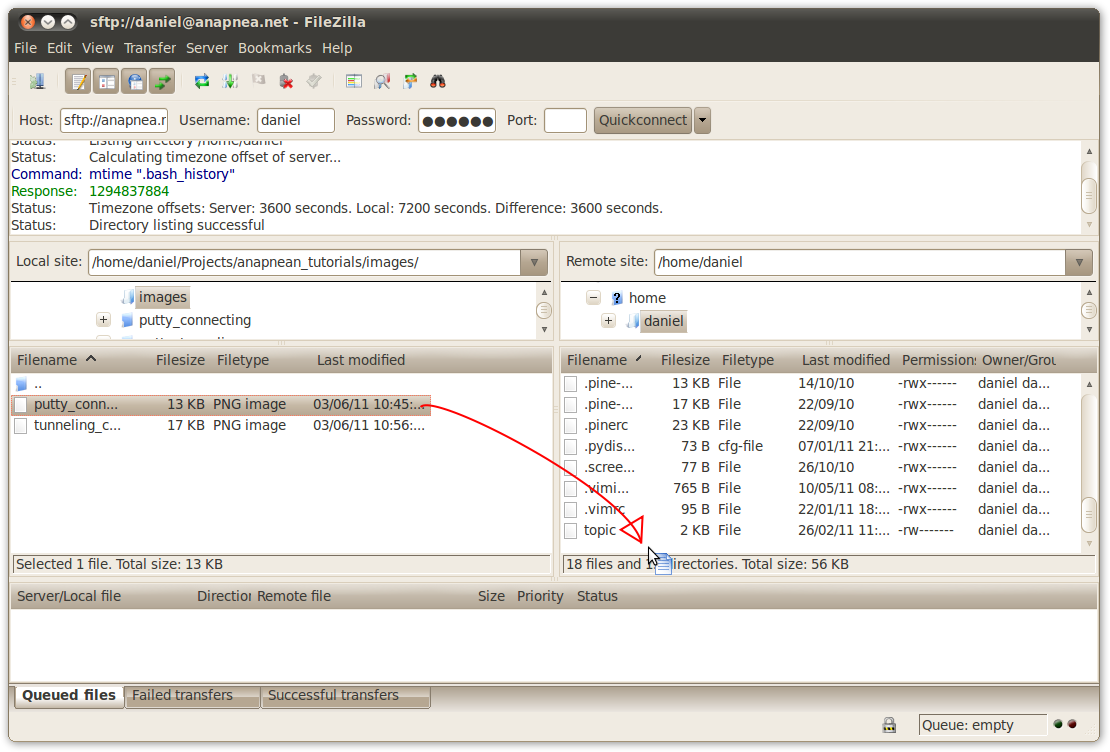 sftp://daniel@anapnea.net - FileZilla
File Edit View Transfer Server Bookmarks Help
Host: sftp://anapnea.r Username: daniel Password: ●●●●●● Port: Quickconnect
Status: Listing directory /home/daniel
Status: Calculating timezone offset of server...
Command: mtime ".bash_history"
Response: 1294837884
Status: Timezone offsets: Server: 3600 seconds. Local: 7200 seconds. Difference: 3600 seconds.
Status: Directory listing successful
Local site: /home/daniel/Projects/anapnean_tutorials/images/
images
putty_connecting
Filename Filesize Filetype Last modified
..
putty_conn... 13 KB PNG image 03/06/11 10:45:...
tunneling_c... 17 KB PNG image 03/06/11 10:56:...
Selected 1 file. Total size: 13 KB
Remote site: /home/daniel
? home
daniel
Filename Filesize Filetype Last modified Permissions Owner/Grou
.pine-... 13 KB File 14/10/10 -rwx------ daniel da...
.pine-... 17 KB File 22/09/10 -rwx------ daniel da...
.pinerc 23 KB File 22/09/10 -rwx------ daniel da...
.pydis... 73 B cfg-file 07/01/11 21:... -rwx------ daniel da...
.scree... 77 B File 26/10/10 -rwx------ daniel da...
.vimi... 765 B File 10/05/11 08:... -rwx------ daniel da...
.vimrc 95 B File 22/01/11 18:... -rwx------ daniel da...
topic 2 KB File 26/02/11 11:... -rw------- daniel da...
18 files and directories. Total size: 56 KB
Server/Local file Direction Remote file Size Priority Status
Queued files Failed transfers Successful transfers
Queue: empty